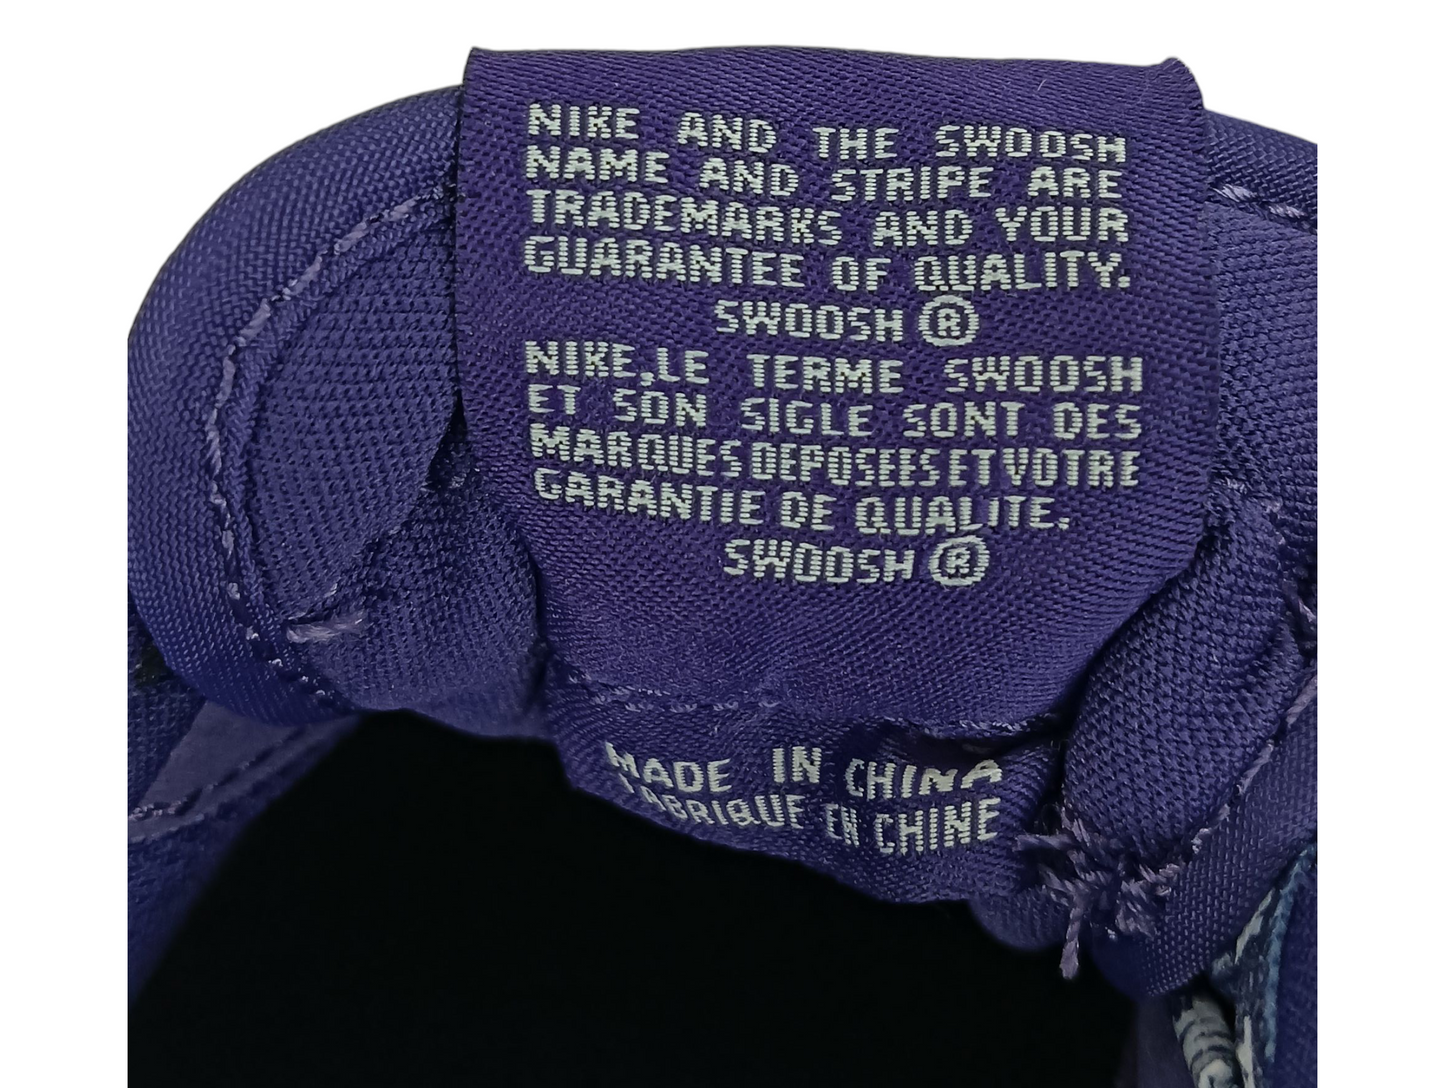 NIKE AND THE SWOOSH
NAME AND STRIPE ARE
TRADEMARKS AND YOUR
GUARANTEE OF QUALITY.
SWOOSH ®
NIKE,LE TERME SWOOSH
ET SON SIGLE SONT DES
MARQUES DEPOSEES ET VOTRE
GARANTIE DE QUALITE.
SWOOSH ®
MADE IN CHINA
FABRIQUE EN CHINE